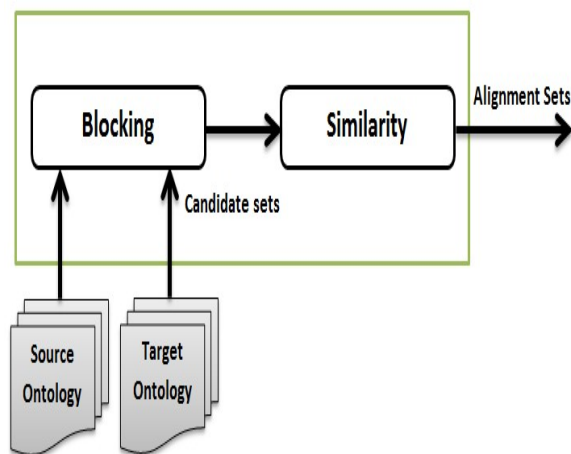 Blocking
Similarity
Alignment Sets
Candidate sets
Source
Ontology
Target
Ontology